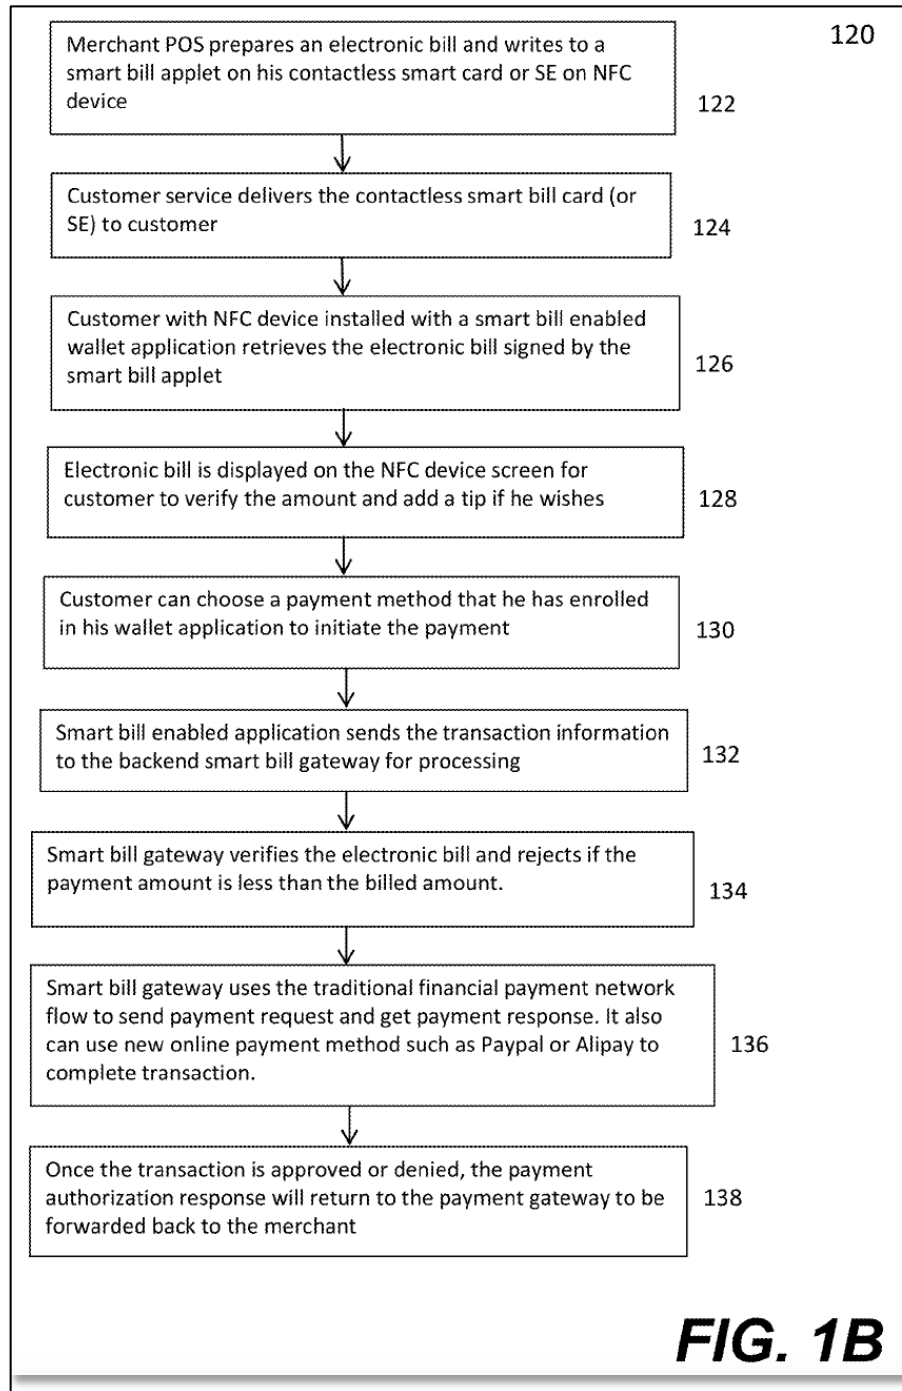 120
Merchant POS prepares an electronic bill and writes to a
smart bill applet on his contactless smart card or SE on NFC
device
122
Customer service delivers the contactless smart bill card (or
SE) to customer
124
Customer with NFC device installed with a smart bill enabled
wallet application retrieves the electronic bill signed by the
smart bill applet
126
Electronic bill is displayed on the NFC device screen for
customer to verify the amount and add a tip if he wishes
128
Customer can choose a payment method that he has enrolled
in his wallet application to initiate the payment
130
Smart bill enabled application sends the transaction information
to the backend smart bill gateway for processing
132
Smart bill gateway verifies the electronic bill and rejects if the
payment amount is less than the billed amount.
134
Smart bill gateway uses the traditional financial payment network
flow to send payment request and get payment response. It also
can use new online payment method such as Paypal or Alipay to
complete transaction.
136
Once the transaction is approved or denied, the payment
authorization response will return to the payment gateway to be
forwarded back to the merchant
138
FIG. 1B